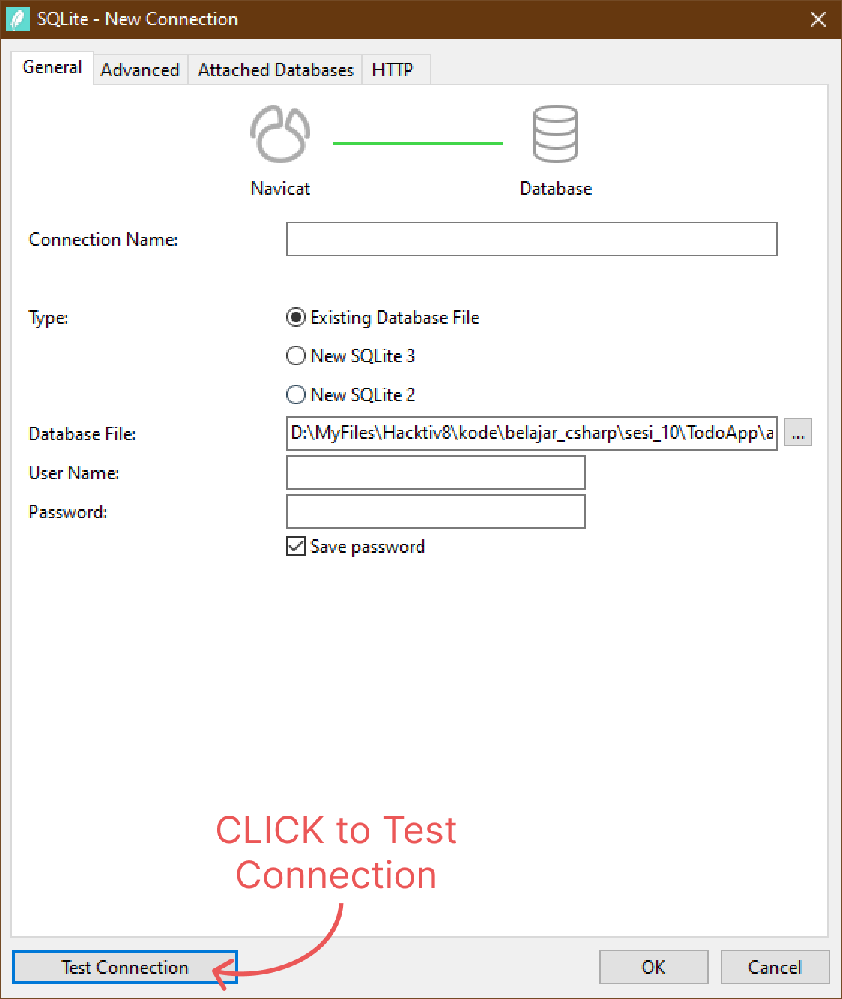 SQLite - New Connection
General
Advanced
Attached Databases
HTTP
Navicat
Database
Connection Name:
Type:
Existing Database File
New SQLite 3
New SQLite 2
Database File:
D:\MyFiles\Hacktiv8\kode\belajar_csharp\sesi_10\TodoApp\a
...
User Name:
Password:
Save password
CLICK to Test
Connection
Test Connection
OK
Cancel